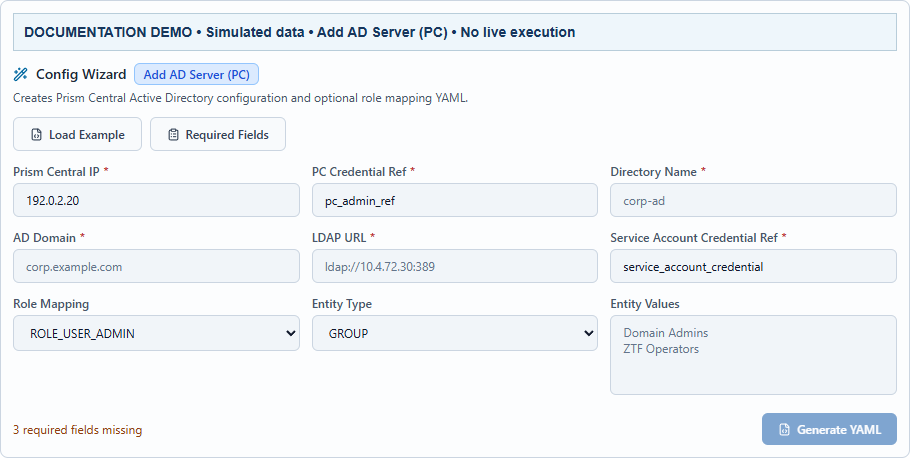 DOCUMENTATION DEMO • Simulated data • Add AD Server (PC) • No live execution
Config Wizard Add AD Server (PC)
Creates Prism Central Active Directory configuration and optional role mapping YAML.
Load Example Required Fields
Prism Central IP * PC Credential Ref * Directory Name *
192.0.2.20 pc_admin_ref corp-ad
AD Domain * LDAP URL * Service Account Credential Ref *
corp.example.com ldap://10.4.72.30:389 service_account_credential
Role Mapping Entity Type Entity Values
ROLE_USER_ADMIN GROUP Domain Admins
ZTF Operators
3 required fields missing Generate YAML